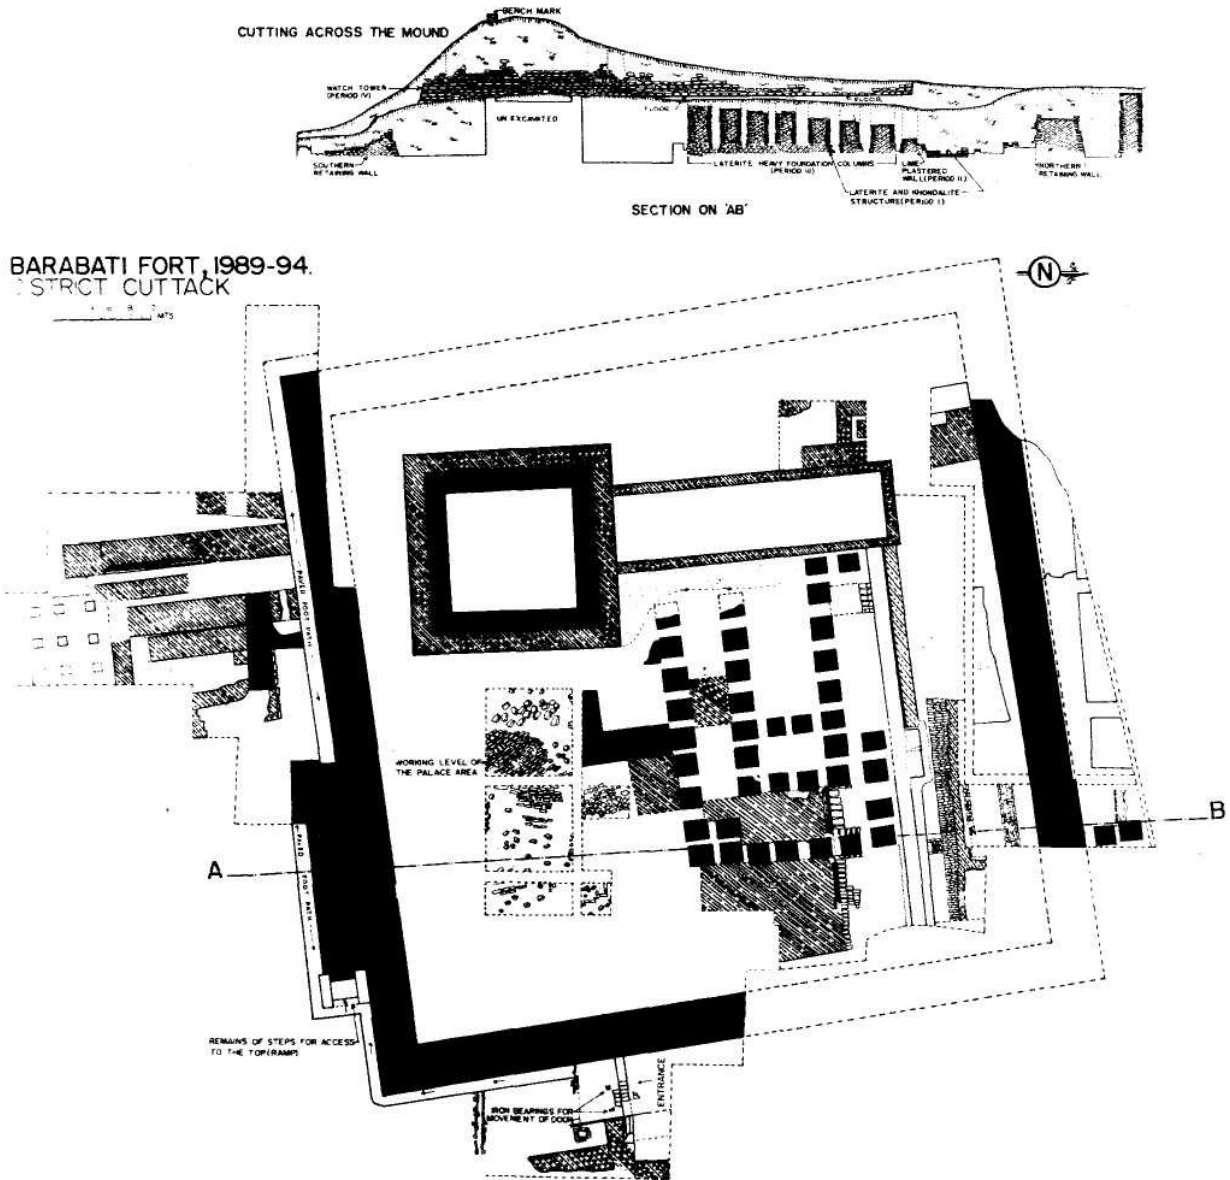 BENCH MARK
CUTTING ACROSS THE MOUND
WATCH TOWER
(PERIOD IV)
FLOOR
FLOOR
UN EXCAVATED
SOUTHERN
RETAINING WALL
LATERITE HEAVY FOUNDATION COLUMNS
(PERIOD III)
LIME
PLASTERED
WALL(PERIOD II)
NORTHERN
RETAINING WALL
LATERITE AND KHONDALITE
STRUCTURE(PERIOD I)
SECTION ON 'AB'
BARABATI FORT, 1989-94.
DISTRICT CUTTACK
MTS
N
PAVED FOOT PATH
WORKING LEVEL OF
THE PALACE AREA
A
B
PAVED FOOT PATH
REMAINS OF STEPS FOR ACCESS
TO THE TOP(RAMP)
IRON BEARINGS FOR
MOVEMENT OF DOOR
ENTRANCE